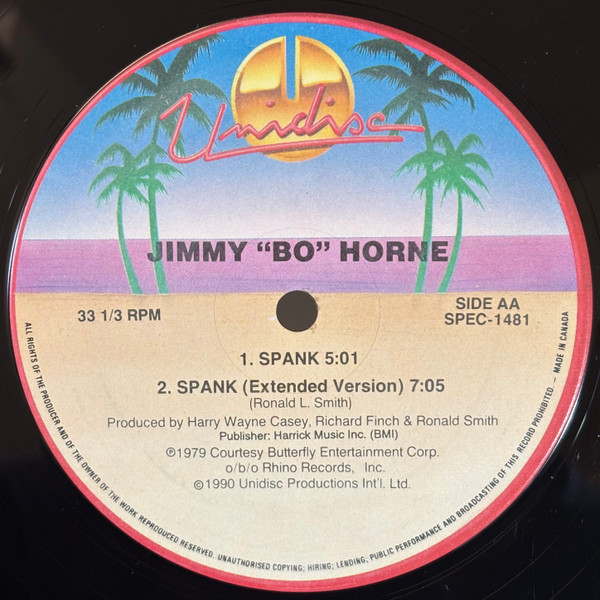 Unidisc
JIMMY “BO” HORNE
33 1/3 RPM
SIDE AA
SPEC-1481
1. SPANK 5:01
2. SPANK (Extended Version) 7:05
(Ronald L. Smith)
Produced by Harry Wayne Casey, Richard Finch & Ronald Smith
Publisher: Harrick Music Inc. (BMI)
℗1979 Courtesy Butterfly Entertainment Corp.
o/b/o Rhino Records, Inc.
©1990 Unidisc Productions Int'l. Ltd.
ALL RIGHTS OF THE PRODUCER AND OF THE OWNER OF THE WORK REPRODUCED RESERVED. UNAUTHORISED COPYING; HIRING; LENDING, PUBLIC PERFORMANCE AND BROADCASTING OF THIS RECORD PROHIBITED. – MADE IN CANADA